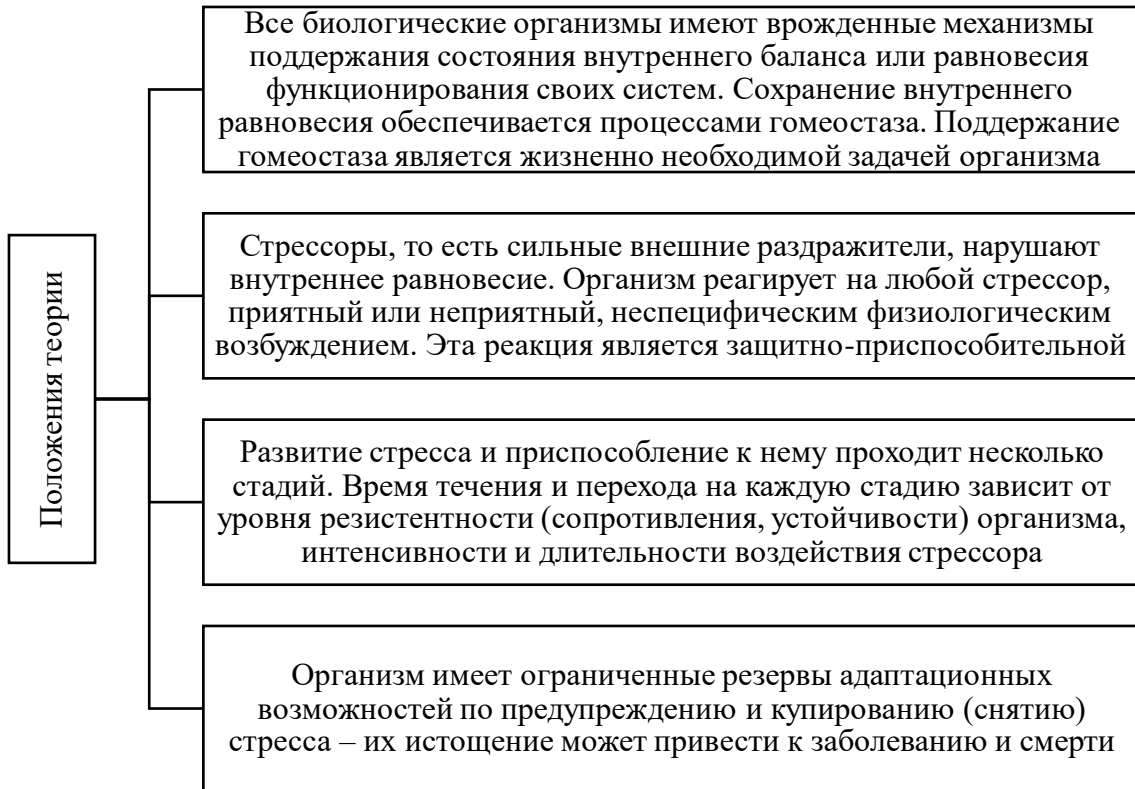 Положения теории
Все биологические организмы имеют врожденные механизмы
поддержания состояния внутреннего баланса или равновесия
функционирования своих систем. Сохранение внутреннего
равновесия обеспечивается процессами гомеостаза. Поддержание
гомеостаза является жизненно необходимой задачей организма
Стрессоры, то есть сильные внешние раздражители, нарушают
внутреннее равновесие. Организм реагирует на любой стрессор,
приятный или неприятный, неспецифическим физиологическим
возбуждением. Эта реакция является защитно-приспособительной
Развитие стресса и приспособление к нему проходит несколько
стадий. Время течения и перехода на каждую стадию зависит от
уровня резистентности (сопротивления, устойчивости) организма,
интенсивности и длительности воздействия стрессора
Организм имеет ограниченные резервы адаптационных
возможностей по предупреждению и купированию (снятию)
стресса – их истощение может привести к заболеванию и смерти